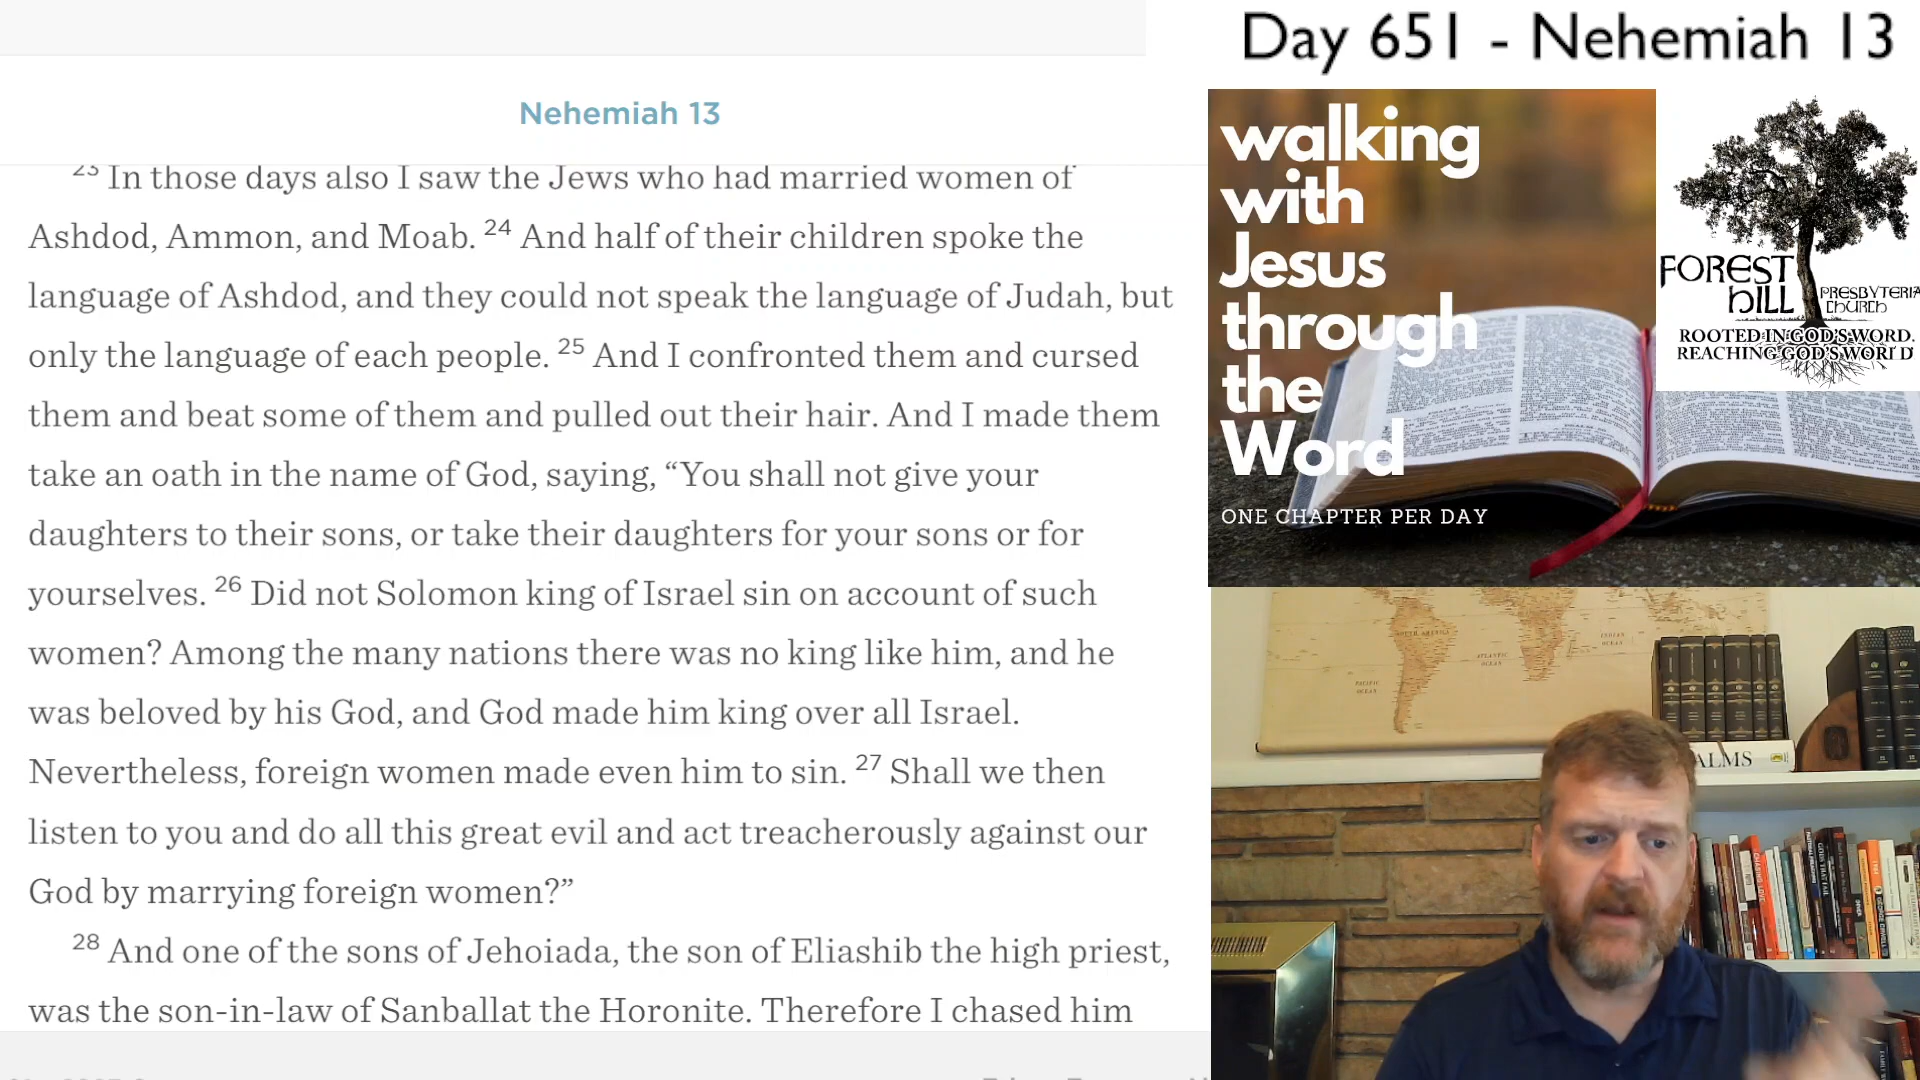 Day 651 - Nehemiah 13
Nehemiah 13
23 In those days also I saw the Jews who had married women of
Ashdod, Ammon, and Moab. 24 And half of their children spoke the
language of Ashdod, and they could not speak the language of Judah, but
only the language of each people. 25 And I confronted them and cursed
them and beat some of them and pulled out their hair. And I made them
take an oath in the name of God, saying, “You shall not give your
daughters to their sons, or take their daughters for your sons or for
yourselves. 26 Did not Solomon king of Israel sin on account of such
women? Among the many nations there was no king like him, and he
was beloved by his God, and God made him king over all Israel.
Nevertheless, foreign women made even him to sin. 27 Shall we then
listen to you and do all this great evil and act treacherously against our
God by marrying foreign women?”
28 And one of the sons of Jehoiada, the son of Eliashib the high priest,
was the son-in-law of Sanballat the Horonite. Therefore I chased him
walking
with
Jesus
through
the
Word
ONE CHAPTER PER DAY
FOREST
HILL
PRESBYTERIA
CHURCH
ROOTED IN GOD'S WORD.
REACHING GOD'S WORLD
SOUTH AMERICA
ATLANTIC
OCEAN
INDIAN
OCEAN
PACIFIC
OCEAN
ALMS